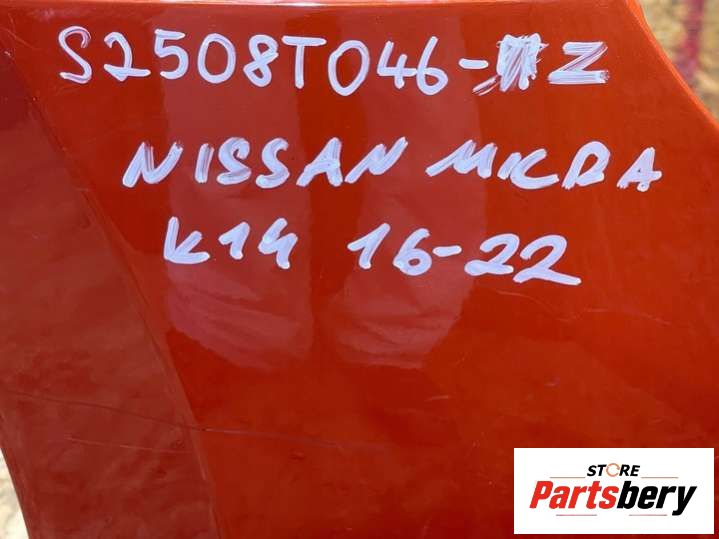 S2508T046-Z
NISSAN MICRA
K14 16-22
STORE
Partsbery